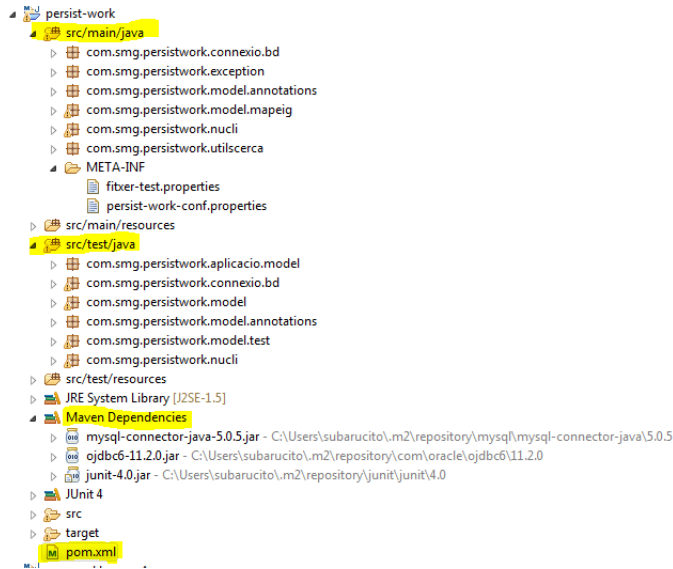 persist-work
src/main/java
com.smg.persistwork.connexio.bd
com.smg.persistwork.exception
com.smg.persistwork.model.annotations
com.smg.persistwork.model.mapeig
com.smg.persistwork.nucli
com.smg.persistwork.utilscerca
META-INF
fitxer-test.properties
persist-work-conf.properties
src/main/resources
src/test/java
com.smg.persistwork.aplicacio.model
com.smg.persistwork.connexio.bd
com.smg.persistwork.model
com.smg.persistwork.model.annotations
com.smg.persistwork.model.test
com.smg.persistwork.nucli
src/test/resources
JRE System Library [J2SE-1.5]
Maven Dependencies
mysql-connector-java-5.0.5.jar - C:\Users\subarucito\.m2\repository\mysql\mysql-connector-java\5.0.5
ojdbc6-11.2.0.jar - C:\Users\subarucito\.m2\repository\com\oracle\ojdbc6\11.2.0
junit-4.0.jar - C:\Users\subarucito\.m2\repository\junit\junit\4.0
JUnit 4
src
target
pom.xml